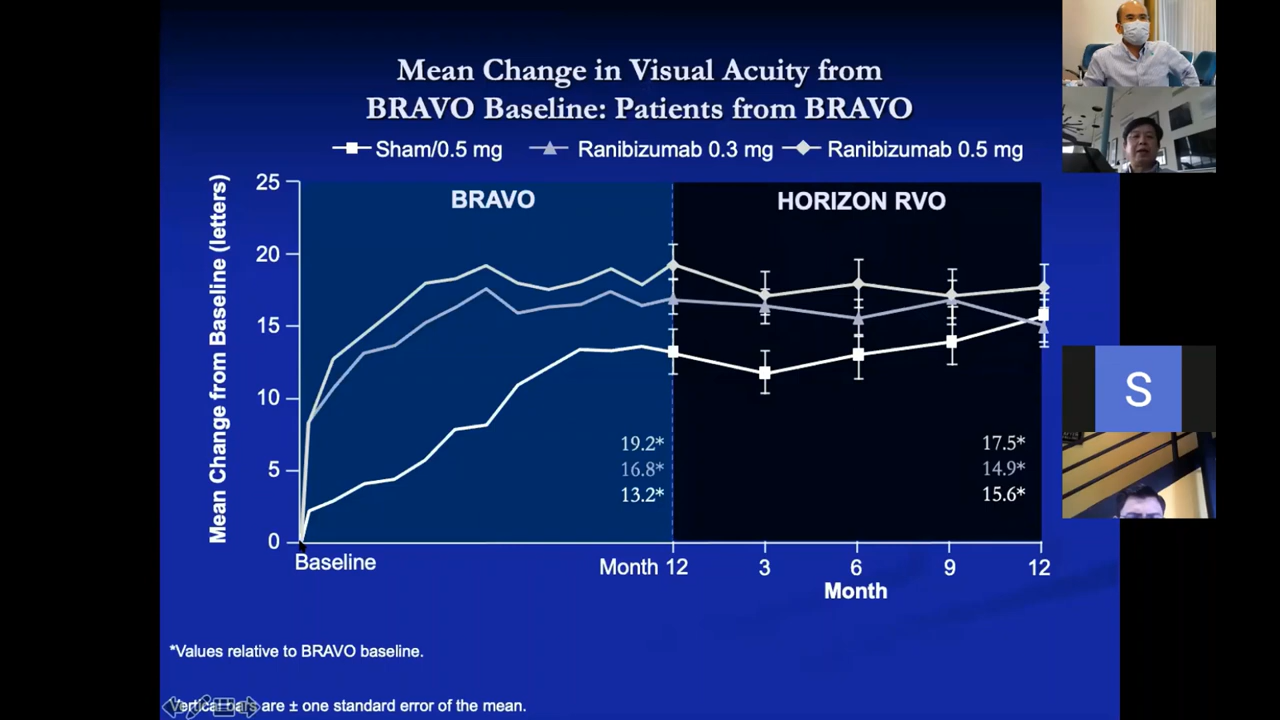 Mean Change in Visual Acuity from
BRAVO Baseline: Patients from BRAVO
Sham/0.5 mg Ranibizumab 0.3 mg Ranibizumab 0.5 mg
Mean Change from Baseline (letters)
25
20
15
10
5
0
BRAVO
HORIZON RVO
19.2*
16.8*
13.2*
17.5*
14.9*
15.6*
Baseline Month 12 3 6 9 12
Month
*Values relative to BRAVO baseline.
Vertical bars are ± one standard error of the mean.
S